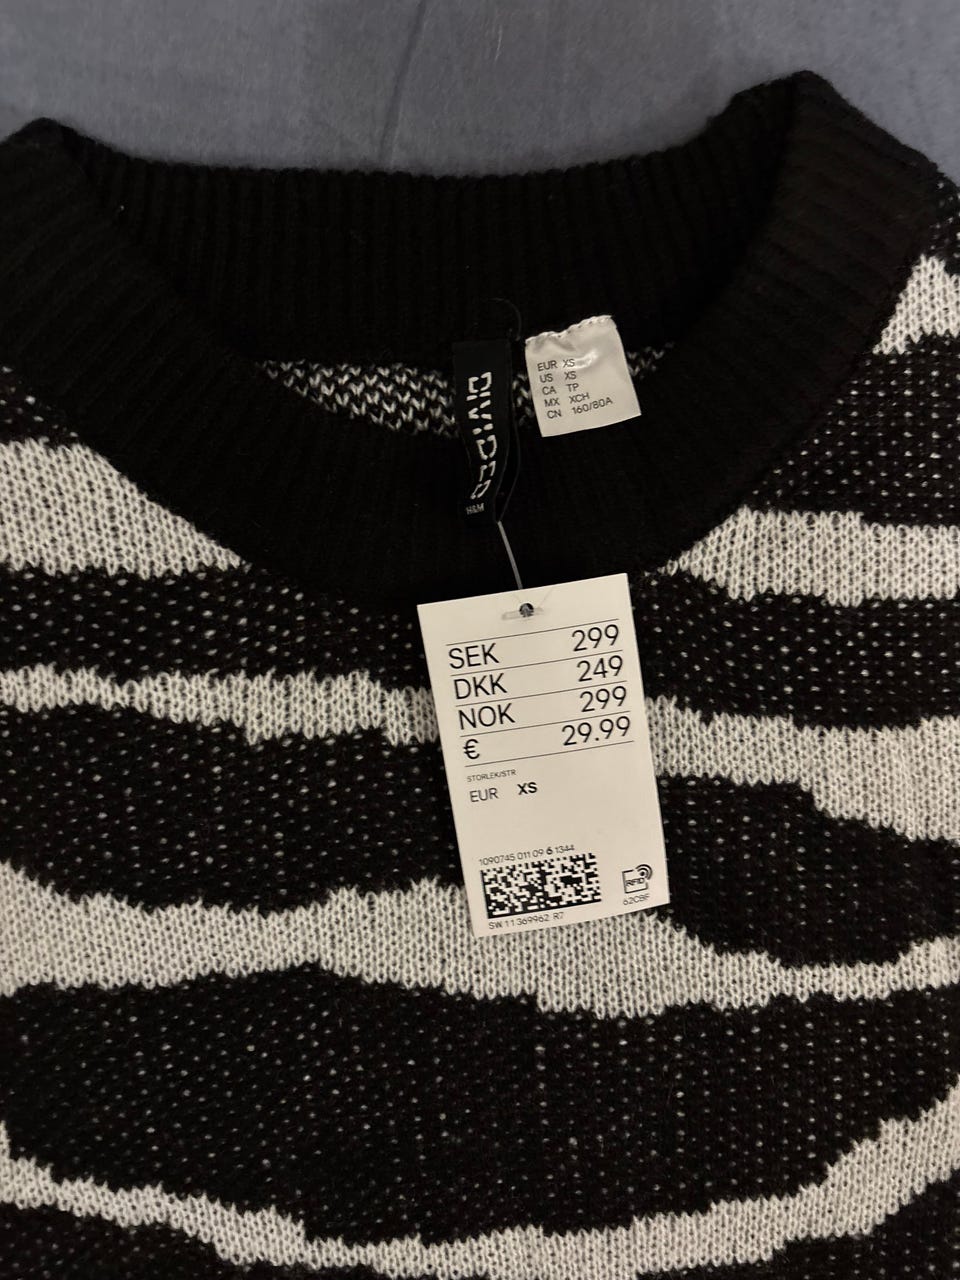 DIVIDED
H&M
EUR XS
US XS
CA TP
MX XCH
CN 160/80A
SEK 299
DKK 249
NOK 299
€ 29.99
STORLEK/STR
EUR XS
1090745 011 09 6 1344
RFID
62CBF
SW 11369962 R7